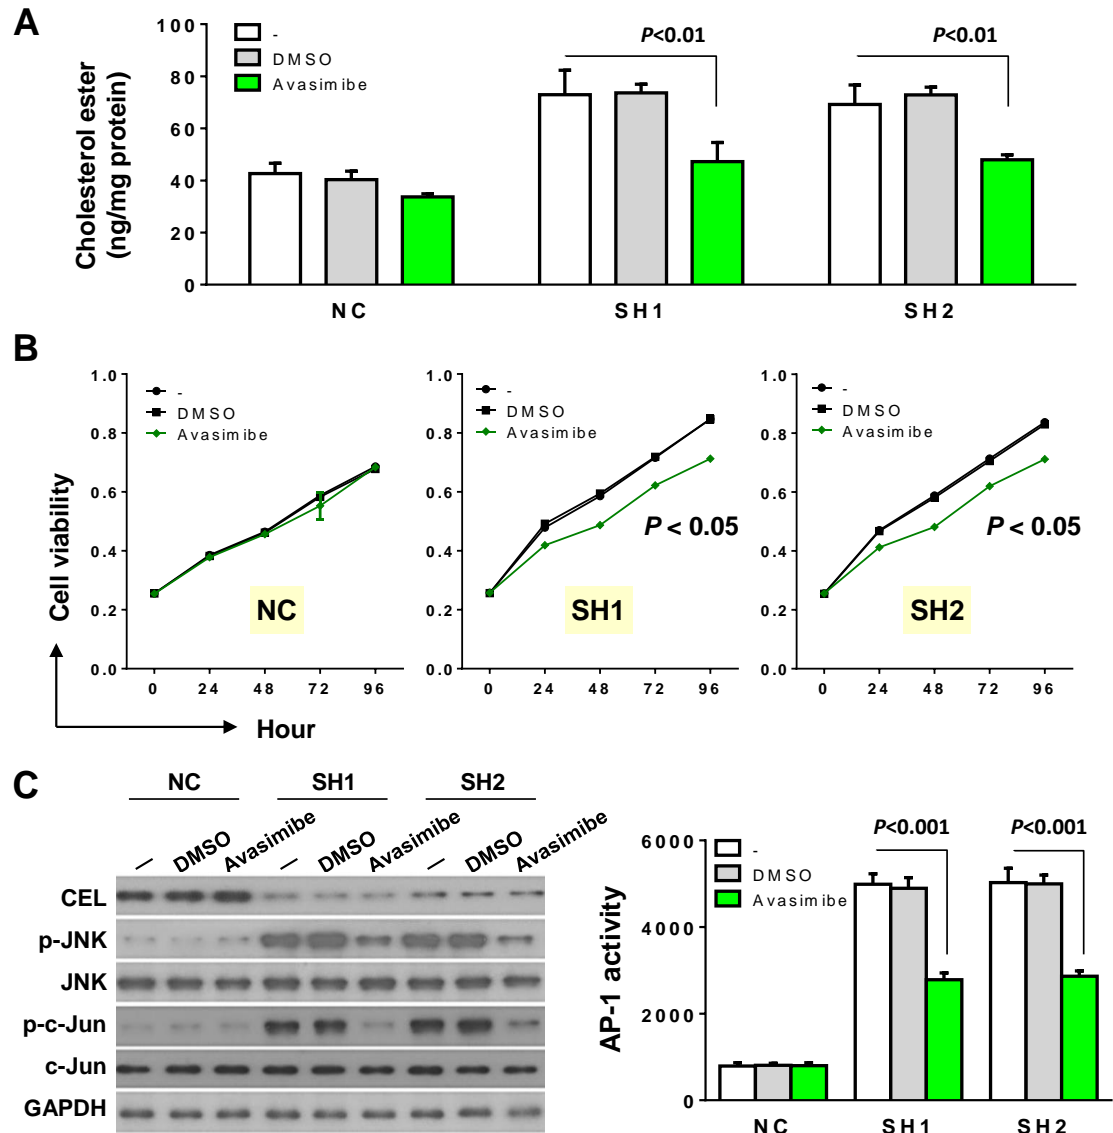 A
Cholesterol ester
(ng/mg protein)
100
80
60
40
20
0
-
DMSO
Avasimibe
P<0.01
P<0.01
NC
SH1
SH2
B
Cell viability
Hour
1.0
0.8
0.6
0.4
0.2
0.0
-
DMSO
Avasimibe
NC
0 24 48 72 96
1.0
0.8
0.6
0.4
0.2
0.0
-
DMSO
Avasimibe
P < 0.05
SH1
0 24 48 72 96
1.0
0.8
0.6
0.4
0.2
0.0
-
DMSO
Avasimibe
P < 0.05
SH2
0 24 48 72 96
C
NC SH1 SH2
– DMSO Avasimibe – DMSO Avasimibe – DMSO Avasimibe
CEL
p-JNK
JNK
p-c-Jun
c-Jun
GAPDH
AP-1 activity
6000
4000
2000
0
-
DMSO
Avasimibe
P<0.001
P<0.001
NC
SH1
SH2